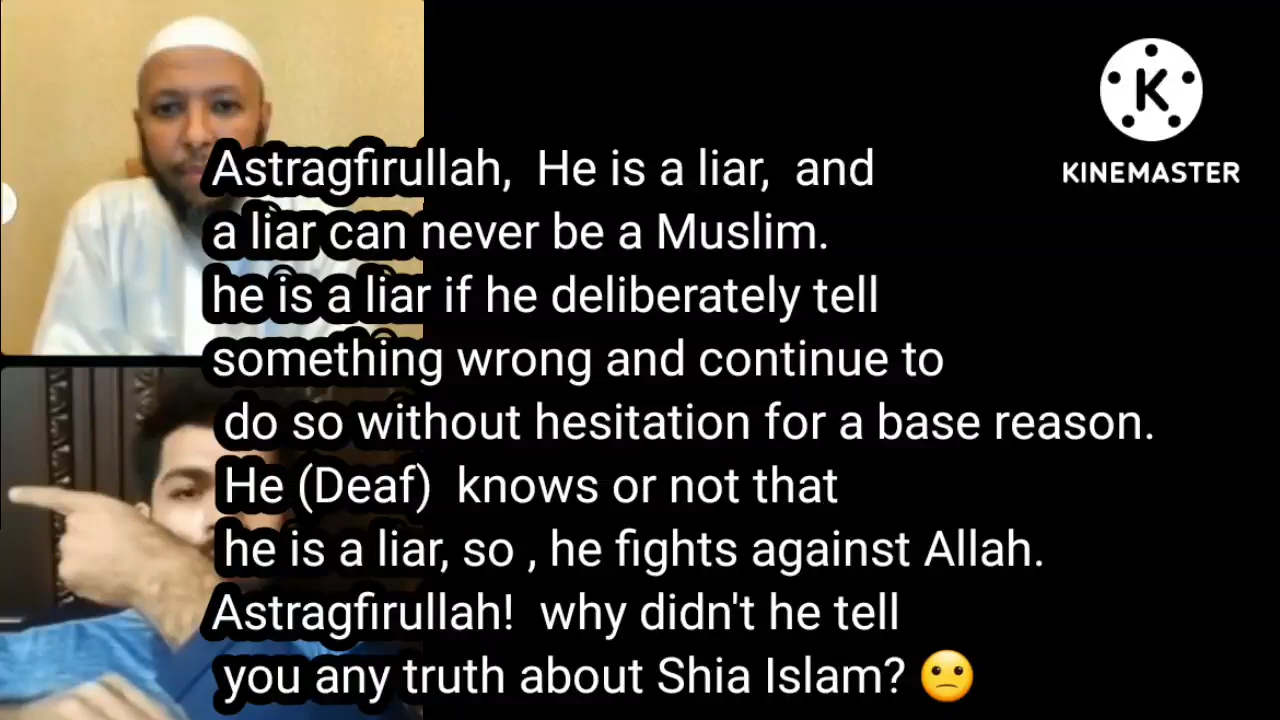 Astragfirullah,  He is a liar,  and
a liar can never be a Muslim.
he is a liar if he deliberately tell
something wrong and continue to
do so without hesitation for a base reason.
He (Deaf)  knows or not that
he is a liar, so , he fights against Allah.
Astragfirullah!  why didn't he tell
you any truth about Shia Islam? 😕
K
KINEMASTER